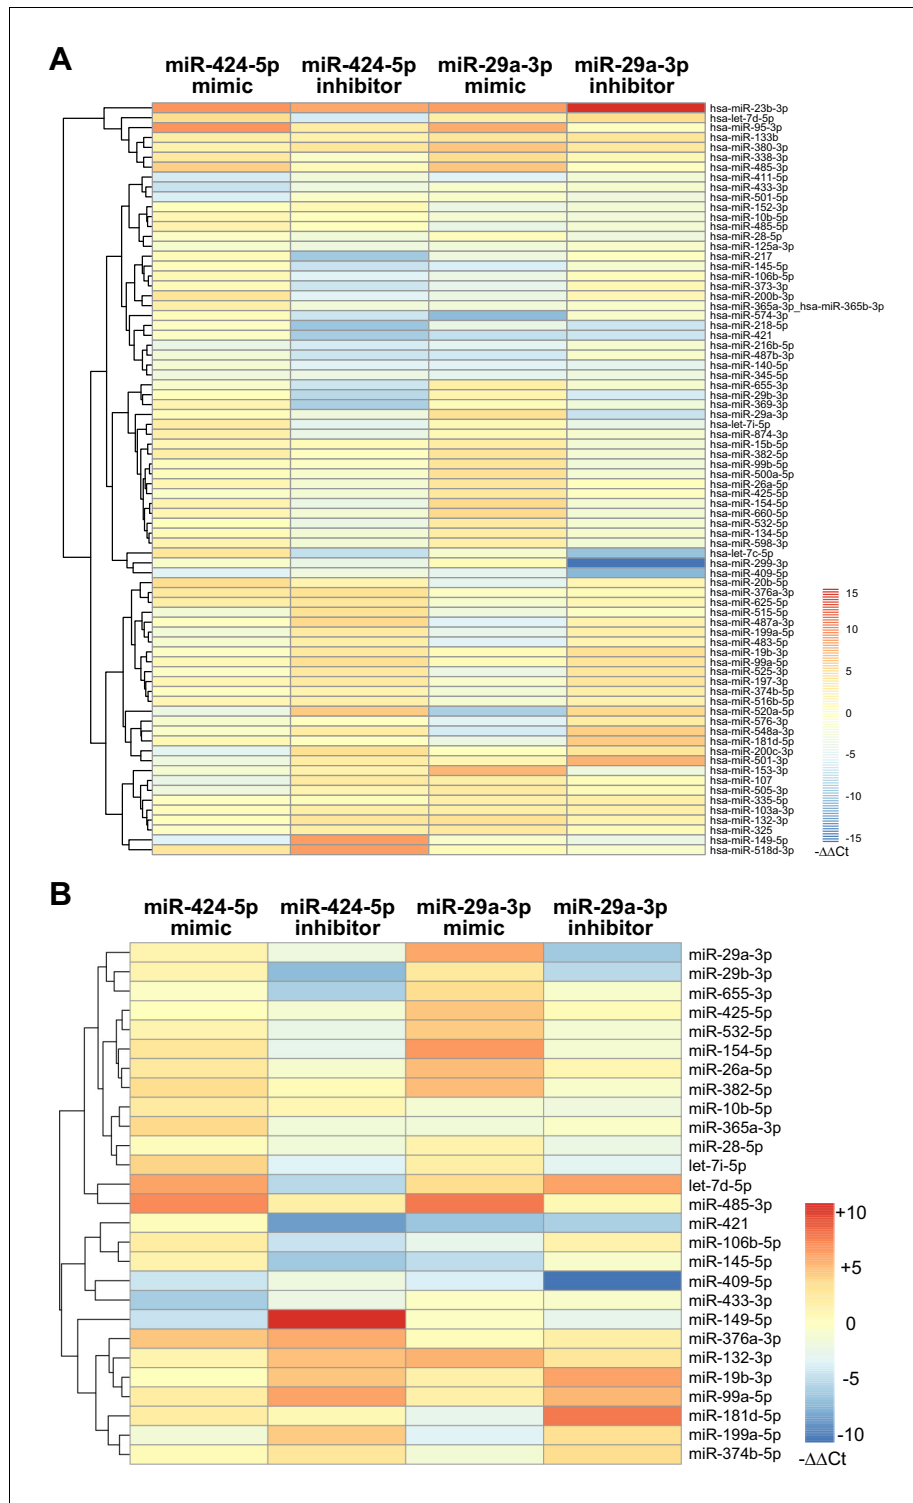 A
miR-424-5p mimic
miR-424-5p inhibitor
miR-29a-3p mimic
miR-29a-3p inhibitor
hsa-miR-23b-3p
hsa-let-7d-5p
hsa-miR-95-3p
hsa-miR-133b
hsa-miR-380-3p
hsa-miR-338-3p
hsa-miR-485-3p
hsa-miR-411-5p
hsa-miR-433-3p
hsa-miR-501-5p
hsa-miR-152-3p
hsa-miR-10b-5p
hsa-miR-485-5p
hsa-miR-28-5p
hsa-miR-125a-3p
hsa-miR-217
hsa-miR-145-5p
hsa-miR-106b-5p
hsa-miR-373-3p
hsa-miR-200b-3p
hsa-miR-365a-3p_hsa-miR-365b-3p
hsa-miR-574-3p
hsa-miR-218-5p
hsa-miR-421
hsa-miR-216b-5p
hsa-miR-487b-3p
hsa-miR-140-5p
hsa-miR-345-5p
hsa-miR-655-3p
hsa-miR-29b-3p
hsa-miR-369-3p
hsa-miR-29a-3p
hsa-let-7i-5p
hsa-miR-874-3p
hsa-miR-15b-5p
hsa-miR-382-5p
hsa-miR-99b-5p
hsa-miR-500a-5p
hsa-miR-26a-5p
hsa-miR-425-5p
hsa-miR-154-5p
hsa-miR-660-5p
hsa-miR-532-5p
hsa-miR-134-5p
hsa-miR-598-3p
hsa-let-7c-5p
hsa-miR-299-3p
hsa-miR-409-5p
hsa-miR-20b-5p
hsa-miR-376a-3p
hsa-miR-625-5p
hsa-miR-515-5p
hsa-miR-487a-3p
hsa-miR-199a-5p
hsa-miR-483-5p
hsa-miR-19b-3p
hsa-miR-99a-5p
hsa-miR-525-3p
hsa-miR-197-3p
hsa-miR-374b-5p
hsa-miR-516b-5p
hsa-miR-520a-5p
hsa-miR-576-3p
hsa-miR-548a-3p
hsa-miR-181d-5p
hsa-miR-200c-3p
hsa-miR-501-3p
hsa-miR-153-3p
hsa-miR-107
hsa-miR-505-3p
hsa-miR-335-5p
hsa-miR-103a-3p
hsa-miR-132-3p
hsa-miR-325
hsa-miR-149-5p
hsa-miR-518d-3p
15
10
5
0
-5
-10
-15
-ΔΔCt
B
miR-424-5p mimic
miR-424-5p inhibitor
miR-29a-3p mimic
miR-29a-3p inhibitor
miR-29a-3p
miR-29b-3p
miR-655-3p
miR-425-5p
miR-532-5p
miR-154-5p
miR-26a-5p
miR-382-5p
miR-10b-5p
miR-365a-3p
miR-28-5p
let-7i-5p
let-7d-5p
miR-485-3p
miR-421
miR-106b-5p
miR-145-5p
miR-409-5p
miR-433-3p
miR-149-5p
miR-376a-3p
miR-132-3p
miR-19b-3p
miR-99a-5p
miR-181d-5p
miR-199a-5p
miR-374b-5p
+10
+5
0
-5
-10
-ΔΔCt